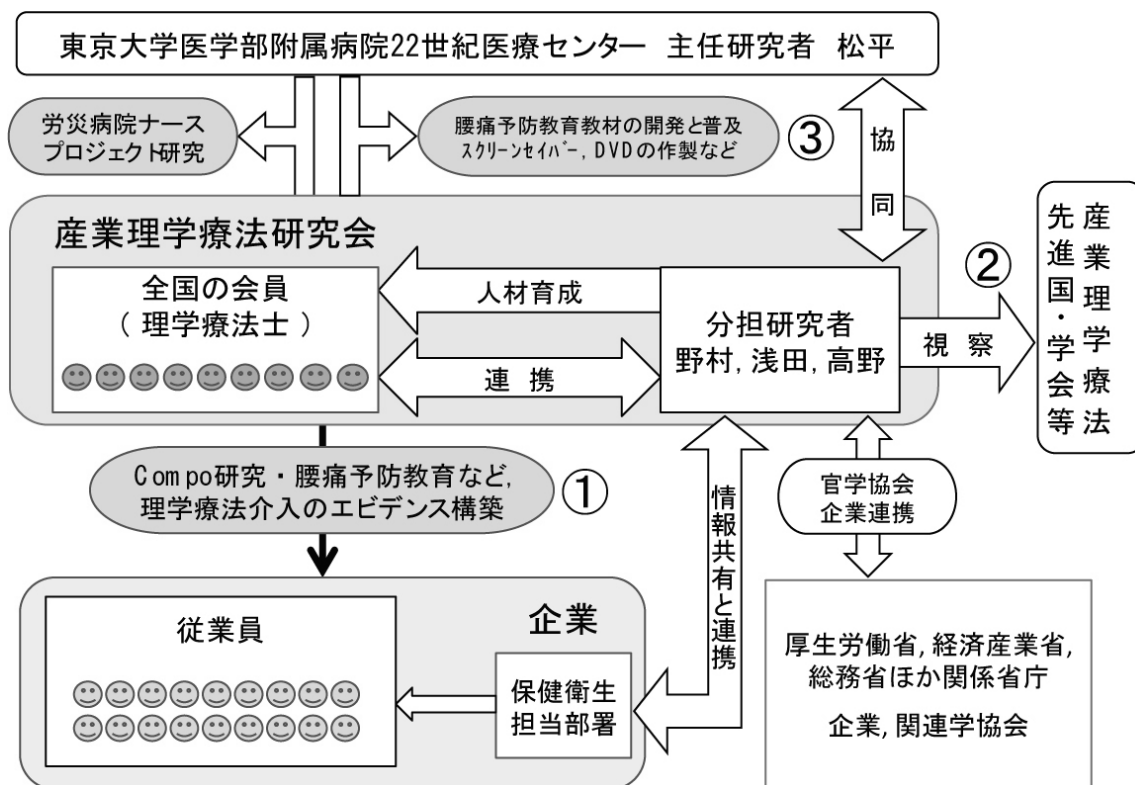 東京大学医学部附属病院22世紀医療センター 主任研究者 松平
労災病院ナース
プロジェクト研究
腰痛予防教育教材の開発と普及
スクリーンセイバー, DVDの作製など
③
協同
産業理学療法研究会
全国の会員
( 理学療法士 )
人材育成
連携
分担研究者
野村, 浅田, 高野
②
視察
産業理学療法
先進国・学会等
Compo研究・腰痛予防教育など,
理学療法介入のエビデンス構築
①
情報共有と連携
官学協会
企業連携
企業
従業員
保健衛生
担当部署
厚生労働省, 経済産業省,
総務省ほか関係省庁
企業, 関連学協会